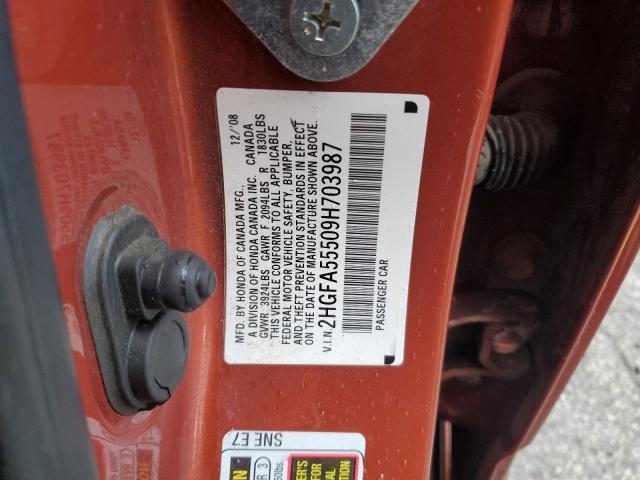 MFD. BY HONDA OF CANADA MFG., 12/'08
A DIVISION OF HONDA CANADA INC. CANADA
GVWR 3924LBS GAWR F 2094LBS R 1830LBS
THIS VEHICLE CONFORMS TO ALL APPLICABLE
FEDERAL MOTOR VEHICLE SAFETY, BUMPER,
AND THEFT PREVENTION STANDARDS IN EFFECT
ON THE DATE OF MANUFACTURE SHOWN ABOVE.
V.I.N. 2HGFA55509H703987
PASSENGER CAR
SNE E7